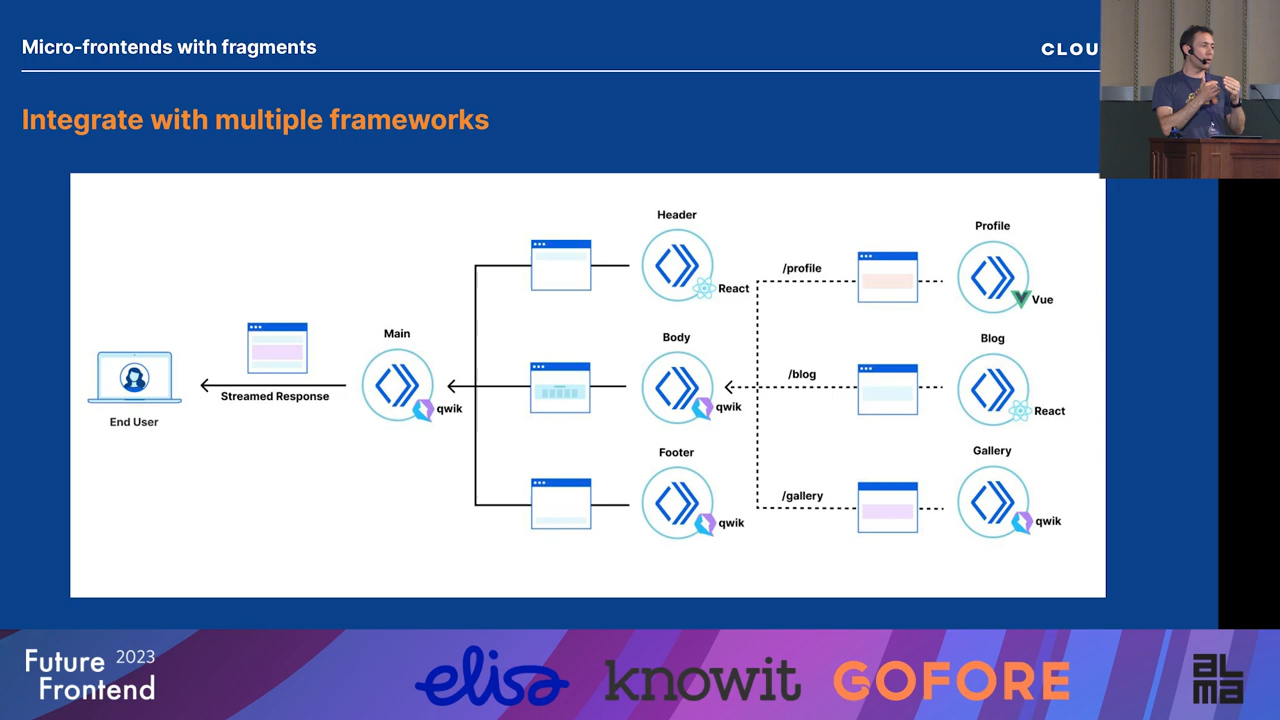 Micro-frontends with fragments
CLOU
Integrate with multiple frameworks
Header
React
Profile
/profile
Vue
Main
qwik
Streamed Response
End User
Body
qwik
/blog
Blog
React
Footer
qwik
/gallery
Gallery
qwik
Future 2023
Frontend
elisa
knowit
GOFORE
ALMA